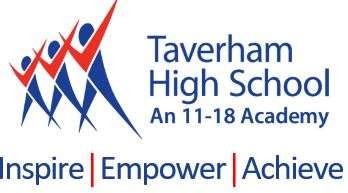 Taverham
High School
An 11-18 Academy
Inspire|Empower|Achieve